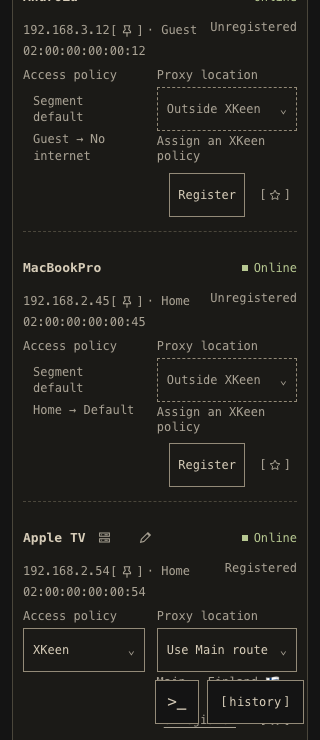 192.168.3.12[ ]· Guest Unregistered
02:00:00:00:00:12
Access policy Proxy location
Segment default
Outside XKeen
Guest → No internet
Assign an XKeen policy
Register [☆]
MacBookPro Online
192.168.2.45[ ]· Home Unregistered
02:00:00:00:00:45
Access policy Proxy location
Segment default
Outside XKeen
Home → Default
Assign an XKeen policy
Register [☆]
Apple TV Online
192.168.2.54[ ]· Home Registered
02:00:00:00:00:54
Access policy Proxy location
XKeen Use Main route
>_ [history]